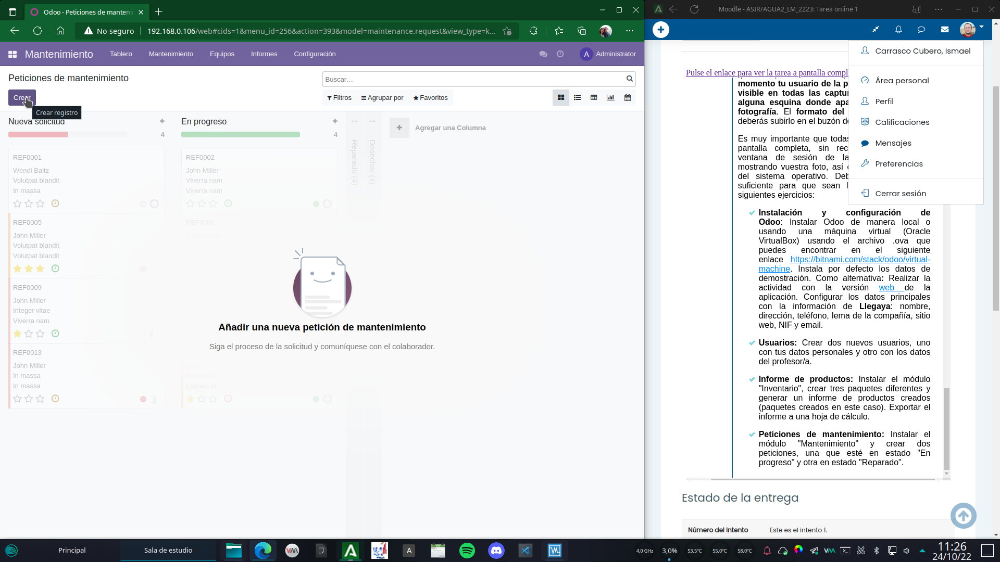 Odoo - Peticiones de manteni
No seguro
192.168.0.106/web#cids=1&menu_id=256&action=393&model=maintenance.request&view_type=k...
Mantenimiento
Tablero
Mantenimiento
Equipos
Informes
Configuración
A
Administrator
Peticiones de mantenimiento
Buscar...
Crear
Filtros
Agrupar por
Favoritos
Crear registro
Nueva solicitud
4
En progreso
4
Reparado (4)
Desechar (4)
Agregar una Columna
REF0001
Wendi Baltz
Volutpat blandit
In massa
REF0005
John Miller
Volutpat blandit
Volutpat blandit
REF0009
John Miller
Integer vitae
Viverra nam
REF0013
John Miller
In massa
In massa
REF0002
John Miller
Viverra nam
Viverra nam
In massa
Laoreet id
Añadir una nueva petición de mantenimiento
Siga el proceso de la solicitud y comuníquese con el colaborador.
Moodle - ASIR/AGUA2_LM_2223: Tarea online 1
Carrasco Cubero, Ismael
Área personal
Perfil
Calificaciones
Mensajes
Preferencias
Cerrar sesión
Pulse el enlace para ver la tarea a pantalla compl
momento tu usuario de la p
visible en todas las captur
alguna esquina donde apa
fotografía. El formato del
deberás subirlo en el buzón de
Es muy importante que todas
pantalla completa, sin rec
ventana de sesión de la
mostrando vuestra foto, así c
del sistema operativo. Deb
suficiente para que sean l
siguientes ejercicios:
Instalación y configuración de
Odoo: Instalar Odoo de manera local o
usando una máquina virtual (Oracle
VirtualBox) usando el archivo .ova que
puedes encontrar en el siguiente
enlace https://bitnami.com/stack/odoo/virtual-
machine. Instala por defecto los datos de
demostración. Como alternativa: Realizar la
actividad con la versión web de la
aplicación. Configurar los datos principales
con la información de Llegaya: nombre,
dirección, teléfono, lema de la compañía, sitio
web, NIF y email.
Usuarios: Crear dos nuevos usuarios, uno
con tus datos personales y otro con los datos
del profesor/a.
Informe de productos: Instalar el módulo
"Inventario", crear tres paquetes diferentes y
generar un informe de productos creados
(paquetes creados en este caso). Exportar el
informe a una hoja de cálculo.
Peticiones de mantenimiento: Instalar el
módulo "Mantenimiento" y crear dos
peticiones, una que esté en estado "En
progreso" y otra en estado "Reparado".
Estado de la entrega
Número del Intento
Este es el intento 1.
Principal
Sala de estudio
4,0 GHz
3,0%
53,5°C
55,0°C
58,0°C
11:26
24/10/22